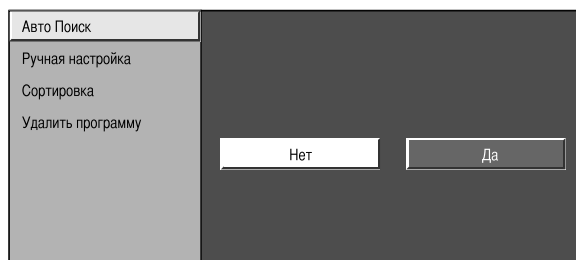 Авто Поиск
Ручная настройка
Сортировка
Удалить программу
Нет
Да